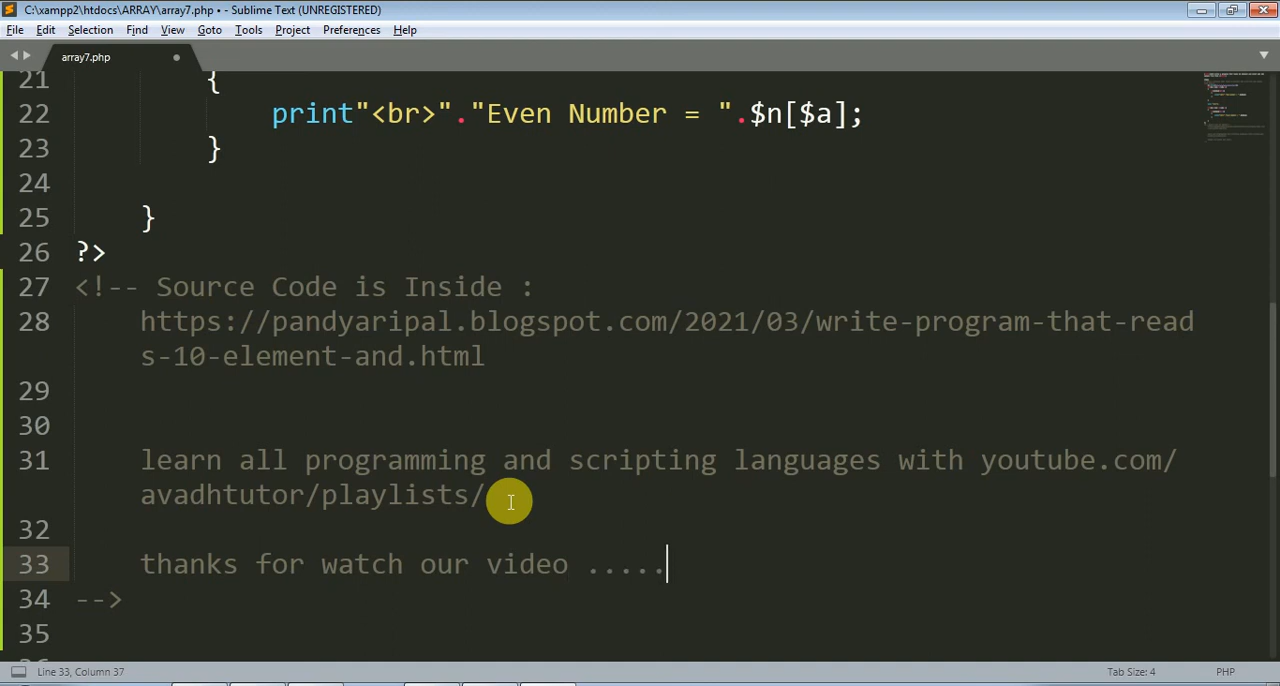 C:\xampp2\htdocs\ARRAY\array7.php • - Sublime Text (UNREGISTERED)
File Edit Selection Find View Goto Tools Project Preferences Help
array7.php
21 {
22 print"<br>"."Even Number = ".$n[$a];
23 }
24
25 }
26 ?>
27 <!-- Source Code is Inside :
28 https://pandyaripal.blogspot.com/2021/03/write-program-that-read
s-10-element-and.html
29
30
31 learn all programming and scripting languages with youtube.com/
avadhtutor/playlists/
32
33 thanks for watch our video .....
34 -->
35
Line 33, Column 37 Tab Size: 4 PHP